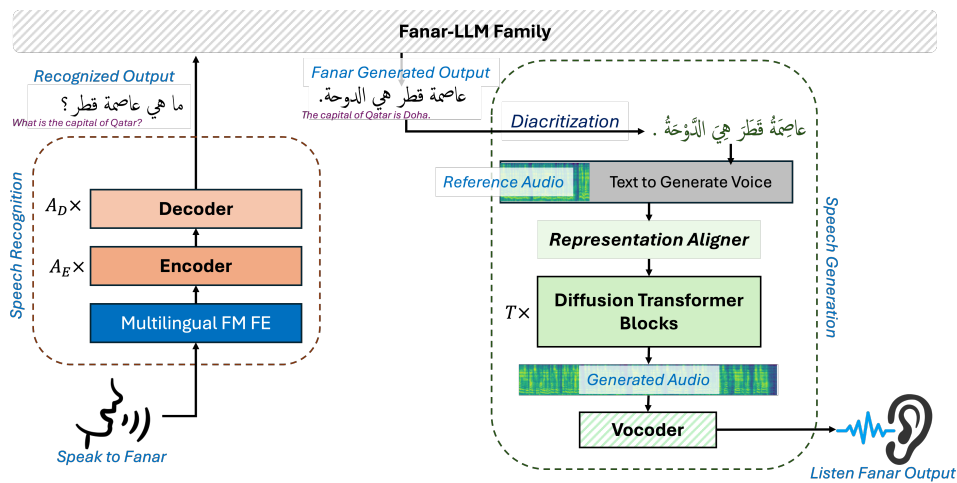 Fanar-LLM Family
Recognized Output
ما هي عاصمة قطر ؟
What is the capital of Qatar?
Speech Recognition
A_D×
Decoder
A_E×
Encoder
Multilingual FM FE
Speak to Fanar
Fanar Generated Output
عاصمة قطر هي الدوحة.
The capital of Qatar is Doha.
Diacritization
عاصِمَةُ قَطَرَ هِيَ الدَّوْحَةُ .
Reference Audio
Text to Generate Voice
Representation Aligner
T×
Diffusion Transformer
Blocks
Generated Audio
Vocoder
Speech Generation
Listen Fanar Output